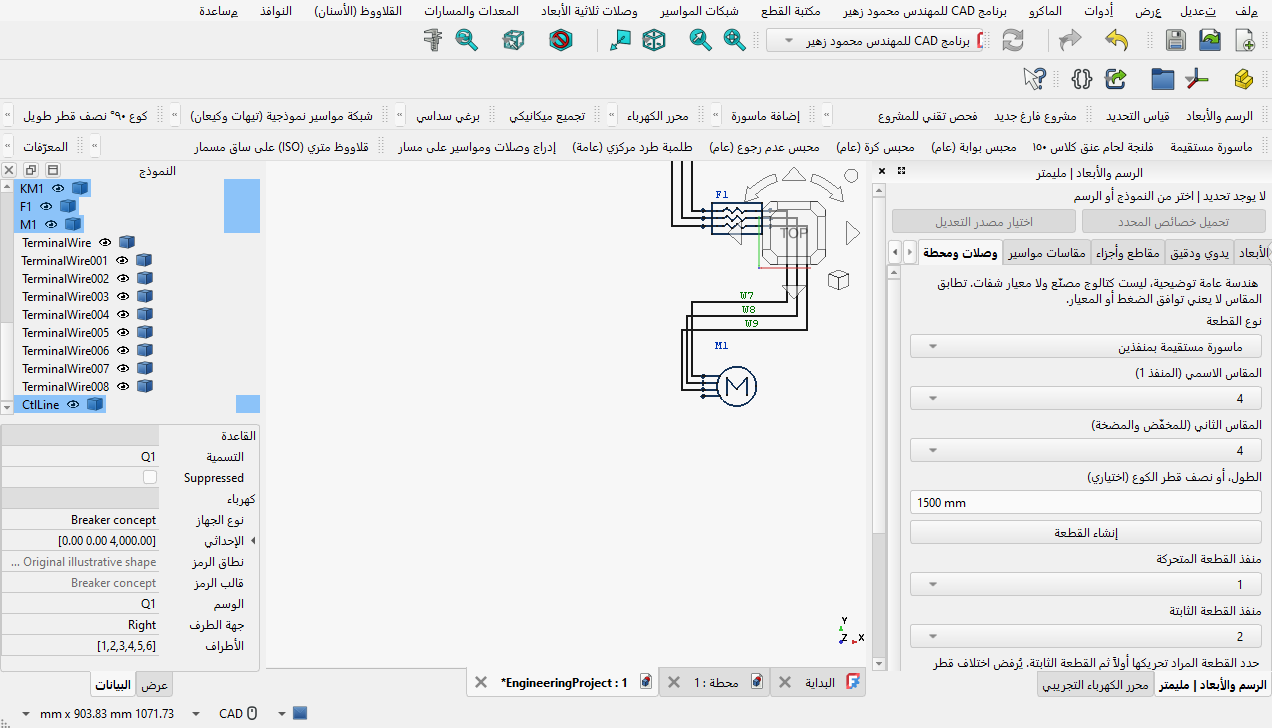 ملف تعديل عرض أدوات الماكرو برنامج CAD للمهندس محمود زهير مكتبة القطع شبكات المواسير وصلات ثلاثية الأبعاد المعدات والمسارات القلاووظ (الأسنان) النوافذ مساعدة
برنامج CAD للمهندس محمود زهير
الرسم والأبعاد قياس التحديد مشروع فارغ جديد فحص تقني للمشروع إضافة ماسورة محرر الكهرباء تجميع ميكانيكي برغي سداسي شبكة مواسير نموذجية (تيهات وكيعان) كوع ٩٠° نصف قطر طويل
ماسورة مستقيمة فلنجة لحام عنق كلاس ١٥٠ محبس بوابة (عام) محبس كرة (عام) محبس عدم رجوع (عام) طلمبة طرد مركزي (عامة) إدراج وصلات ومواسير على مسار قلاووظ متري (ISO) على ساق مسمار المعرّفات
الرسم والأبعاد | مليمتر
لا يوجد تحديد | اختر من النموذج أو الرسم
تحميل خصائص المحدد
اختيار مصدر التعديل
الأبعاد يدوي ودقيق مقاطع وأجزاء مقاسات مواسير وصلات ومحطة
هندسة عامة توضيحية، ليست كتالوج مصنّع ولا معيار شفات. تطابق
المقاس لا يعني توافق الضغط أو المعيار.
نوع القطعة
ماسورة مستقيمة بمنفذين
المقاس الاسمي (المنفذ 1)
4
المقاس الثاني (للمخفّض والمضخة)
4
الطول، أو نصف قطر الكوع (اختياري)
1500 mm
إنشاء القطعة
منفذ القطعة المتحركة
1
منفذ القطعة الثابتة
2
حدد القطعة المراد تحريكها أولاً ثم القطعة الثابتة. يُرفض اختلاف قطر
الرسم والأبعاد | مليمتر
محرر الكهرباء التجريبي
F1
TOP
W7
W8
W9
M1
M
Y
Z
X
البداية
محطة : 1
EngineeringProject : 1*
النموذج
KM1
F1
M1
TerminalWire
TerminalWire001
TerminalWire002
TerminalWire003
TerminalWire004
TerminalWire005
TerminalWire006
TerminalWire007
TerminalWire008
CtlLine
القاعدة
التسمية Q1
Suppressed
كهرباء
نوع الجهاز Breaker concept
الإحداثي [0.00 0.00 4,000.00]
نطاق الرمز Original illustrative shape ...
قالب الرمز Breaker concept
الوسم Q1
جهة الطرف Right
الأطراف [1,2,3,4,5,6]
عرض
البيانات
CAD
1071.73 mm x 903.83 mm